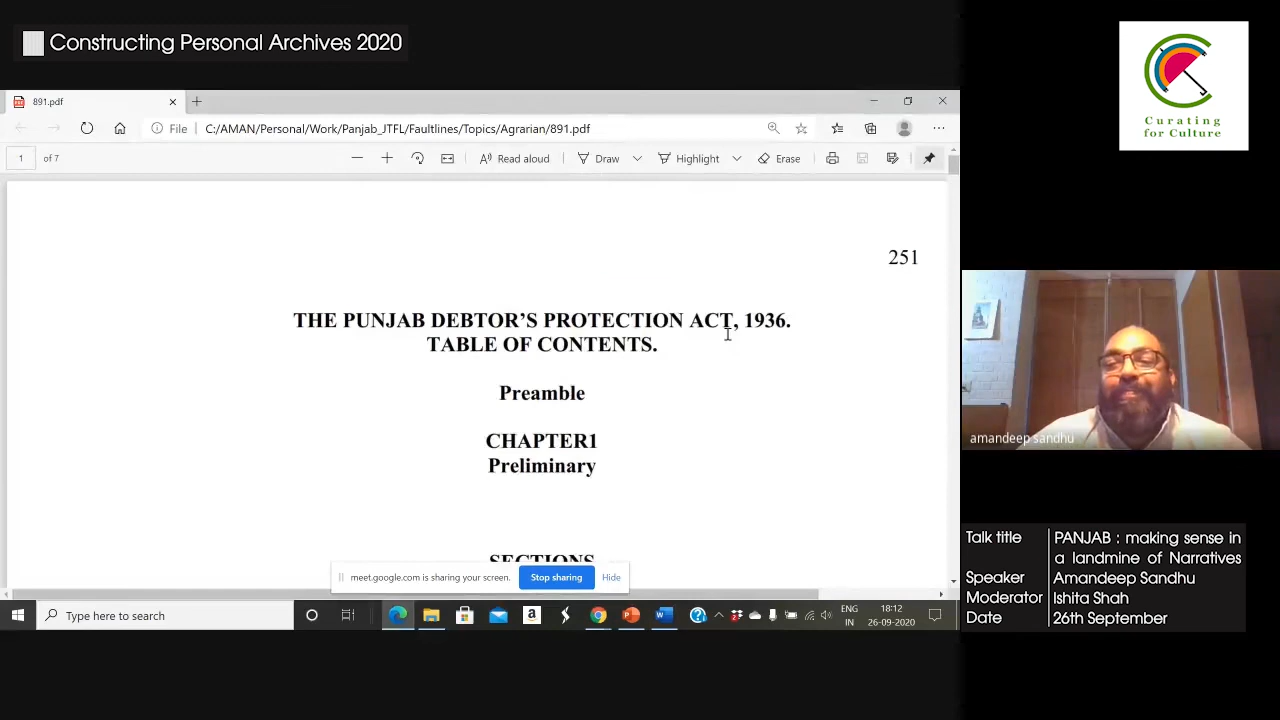 Constructing Personal Archives 2020
Curating
for Culture
891.pdf
File
C:/AMAN/Personal/Work/Panjab_JTFL/Faultlines/Topics/Agrarian/891.pdf
1
of 7
Read aloud
Draw
Highlight
Erase
251
THE PUNJAB DEBTOR'S PROTECTION ACT, 1936.
TABLE OF CONTENTS.
Preamble
CHAPTER1
Preliminary
SECTIONS
meet.google.com is sharing your screen.
Stop sharing
Hide
Type here to search
ENG
IN
18:12
26-09-2020
amandeep sandhu
Talk title
PANJAB : making sense in
a landmine of Narratives
Speaker
Amandeep Sandhu
Moderator
Ishita Shah
Date
26th September